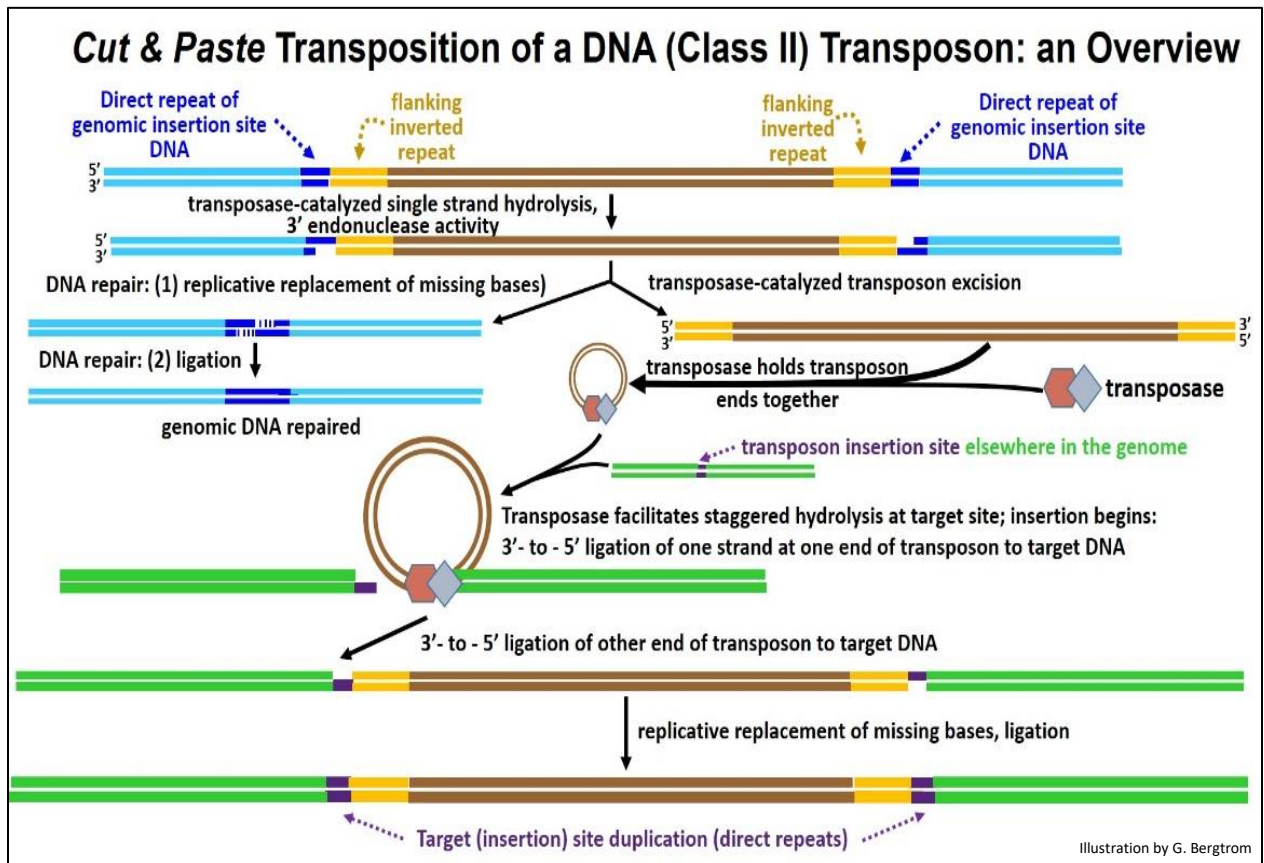 Cut & Paste Transposition of a DNA (Class II) Transposon: an Overview
Direct repeat of
genomic insertion site
DNA
flanking
inverted
repeat
flanking
inverted
repeat
Direct repeat of
genomic insertion site
DNA
5’
3’
transposase-catalyzed single strand hydrolysis,
3’ endonuclease activity
5’
3’
DNA repair: (1) replicative replacement of missing bases)
transposase-catalyzed transposon excision
5’
3’
3’
5’
DNA repair: (2) ligation
genomic DNA repaired
transposase holds transposon
ends together
transposase
transposon insertion site elsewhere in the genome
Transposase facilitates staggered hydrolysis at target site; insertion begins:
3’- to - 5’ ligation of one strand at one end of transposon to target DNA
3’- to - 5’ ligation of other end of transposon to target DNA
replicative replacement of missing bases, ligation
Target (insertion) site duplication (direct repeats)
Illustration by G. Bergtrom